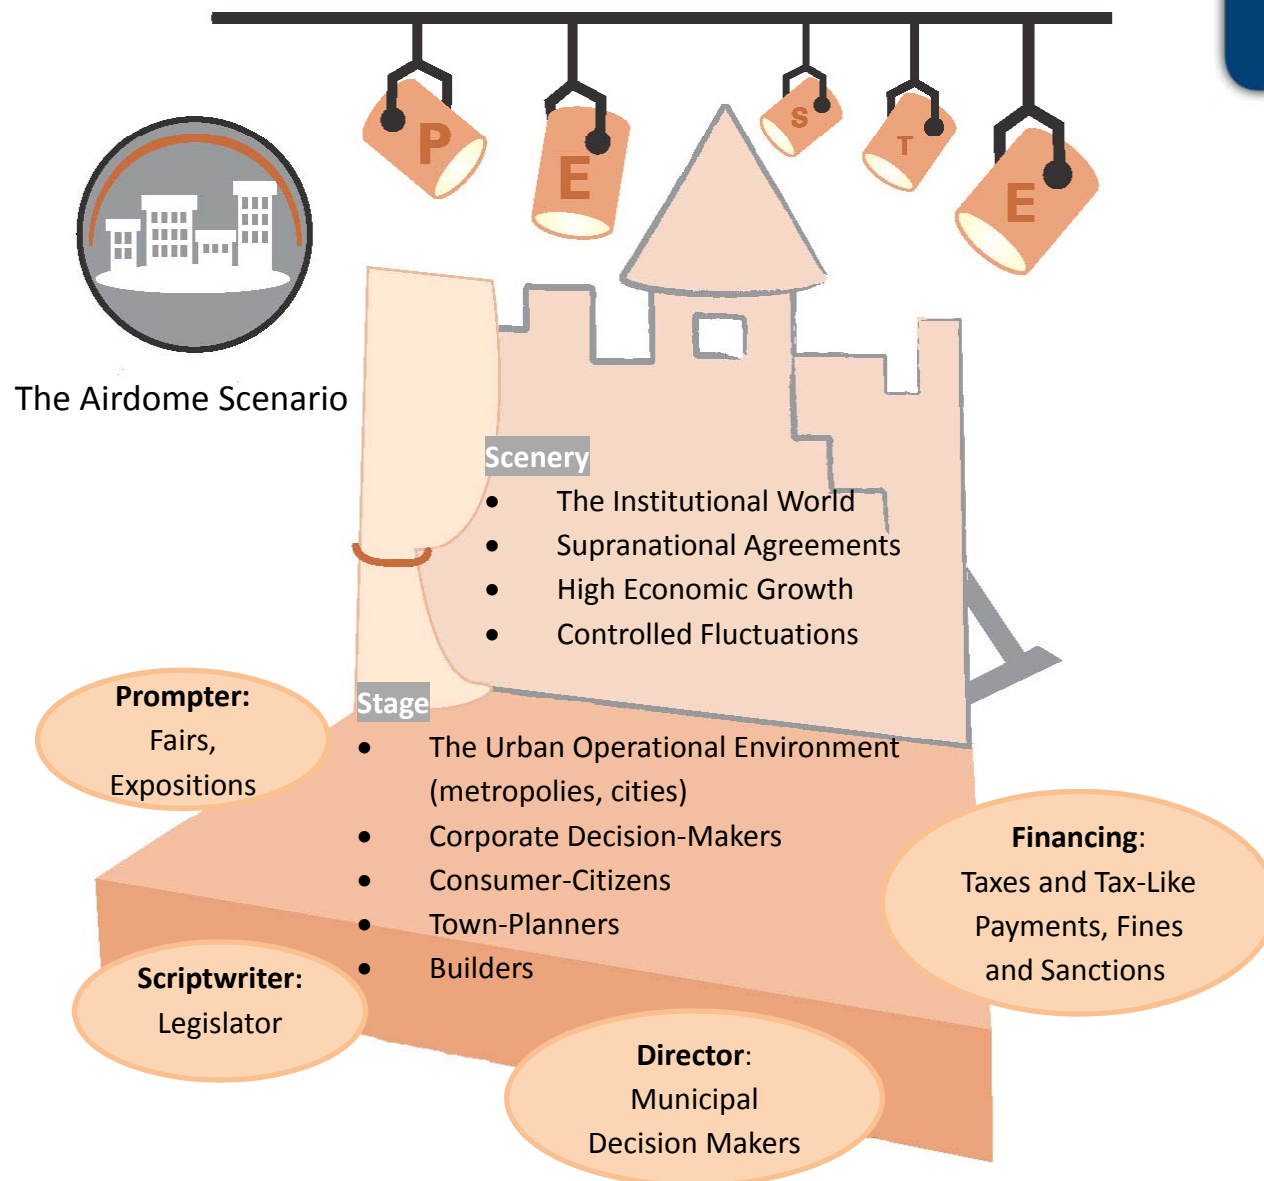 P
E
S
T
E
The Airdome Scenario
Scenery
• The Institutional World
• Supranational Agreements
• High Economic Growth
• Controlled Fluctuations
Prompter:
Fairs,
Expositions
Stage
• The Urban Operational Environment
(metropolies, cities)
• Corporate Decision-Makers
• Consumer-Citizens
• Town-Planners
• Builders
Financing:
Taxes and Tax-Like
Payments, Fines
and Sanctions
Scriptwriter:
Legislator
Director:
Municipal
Decision Makers